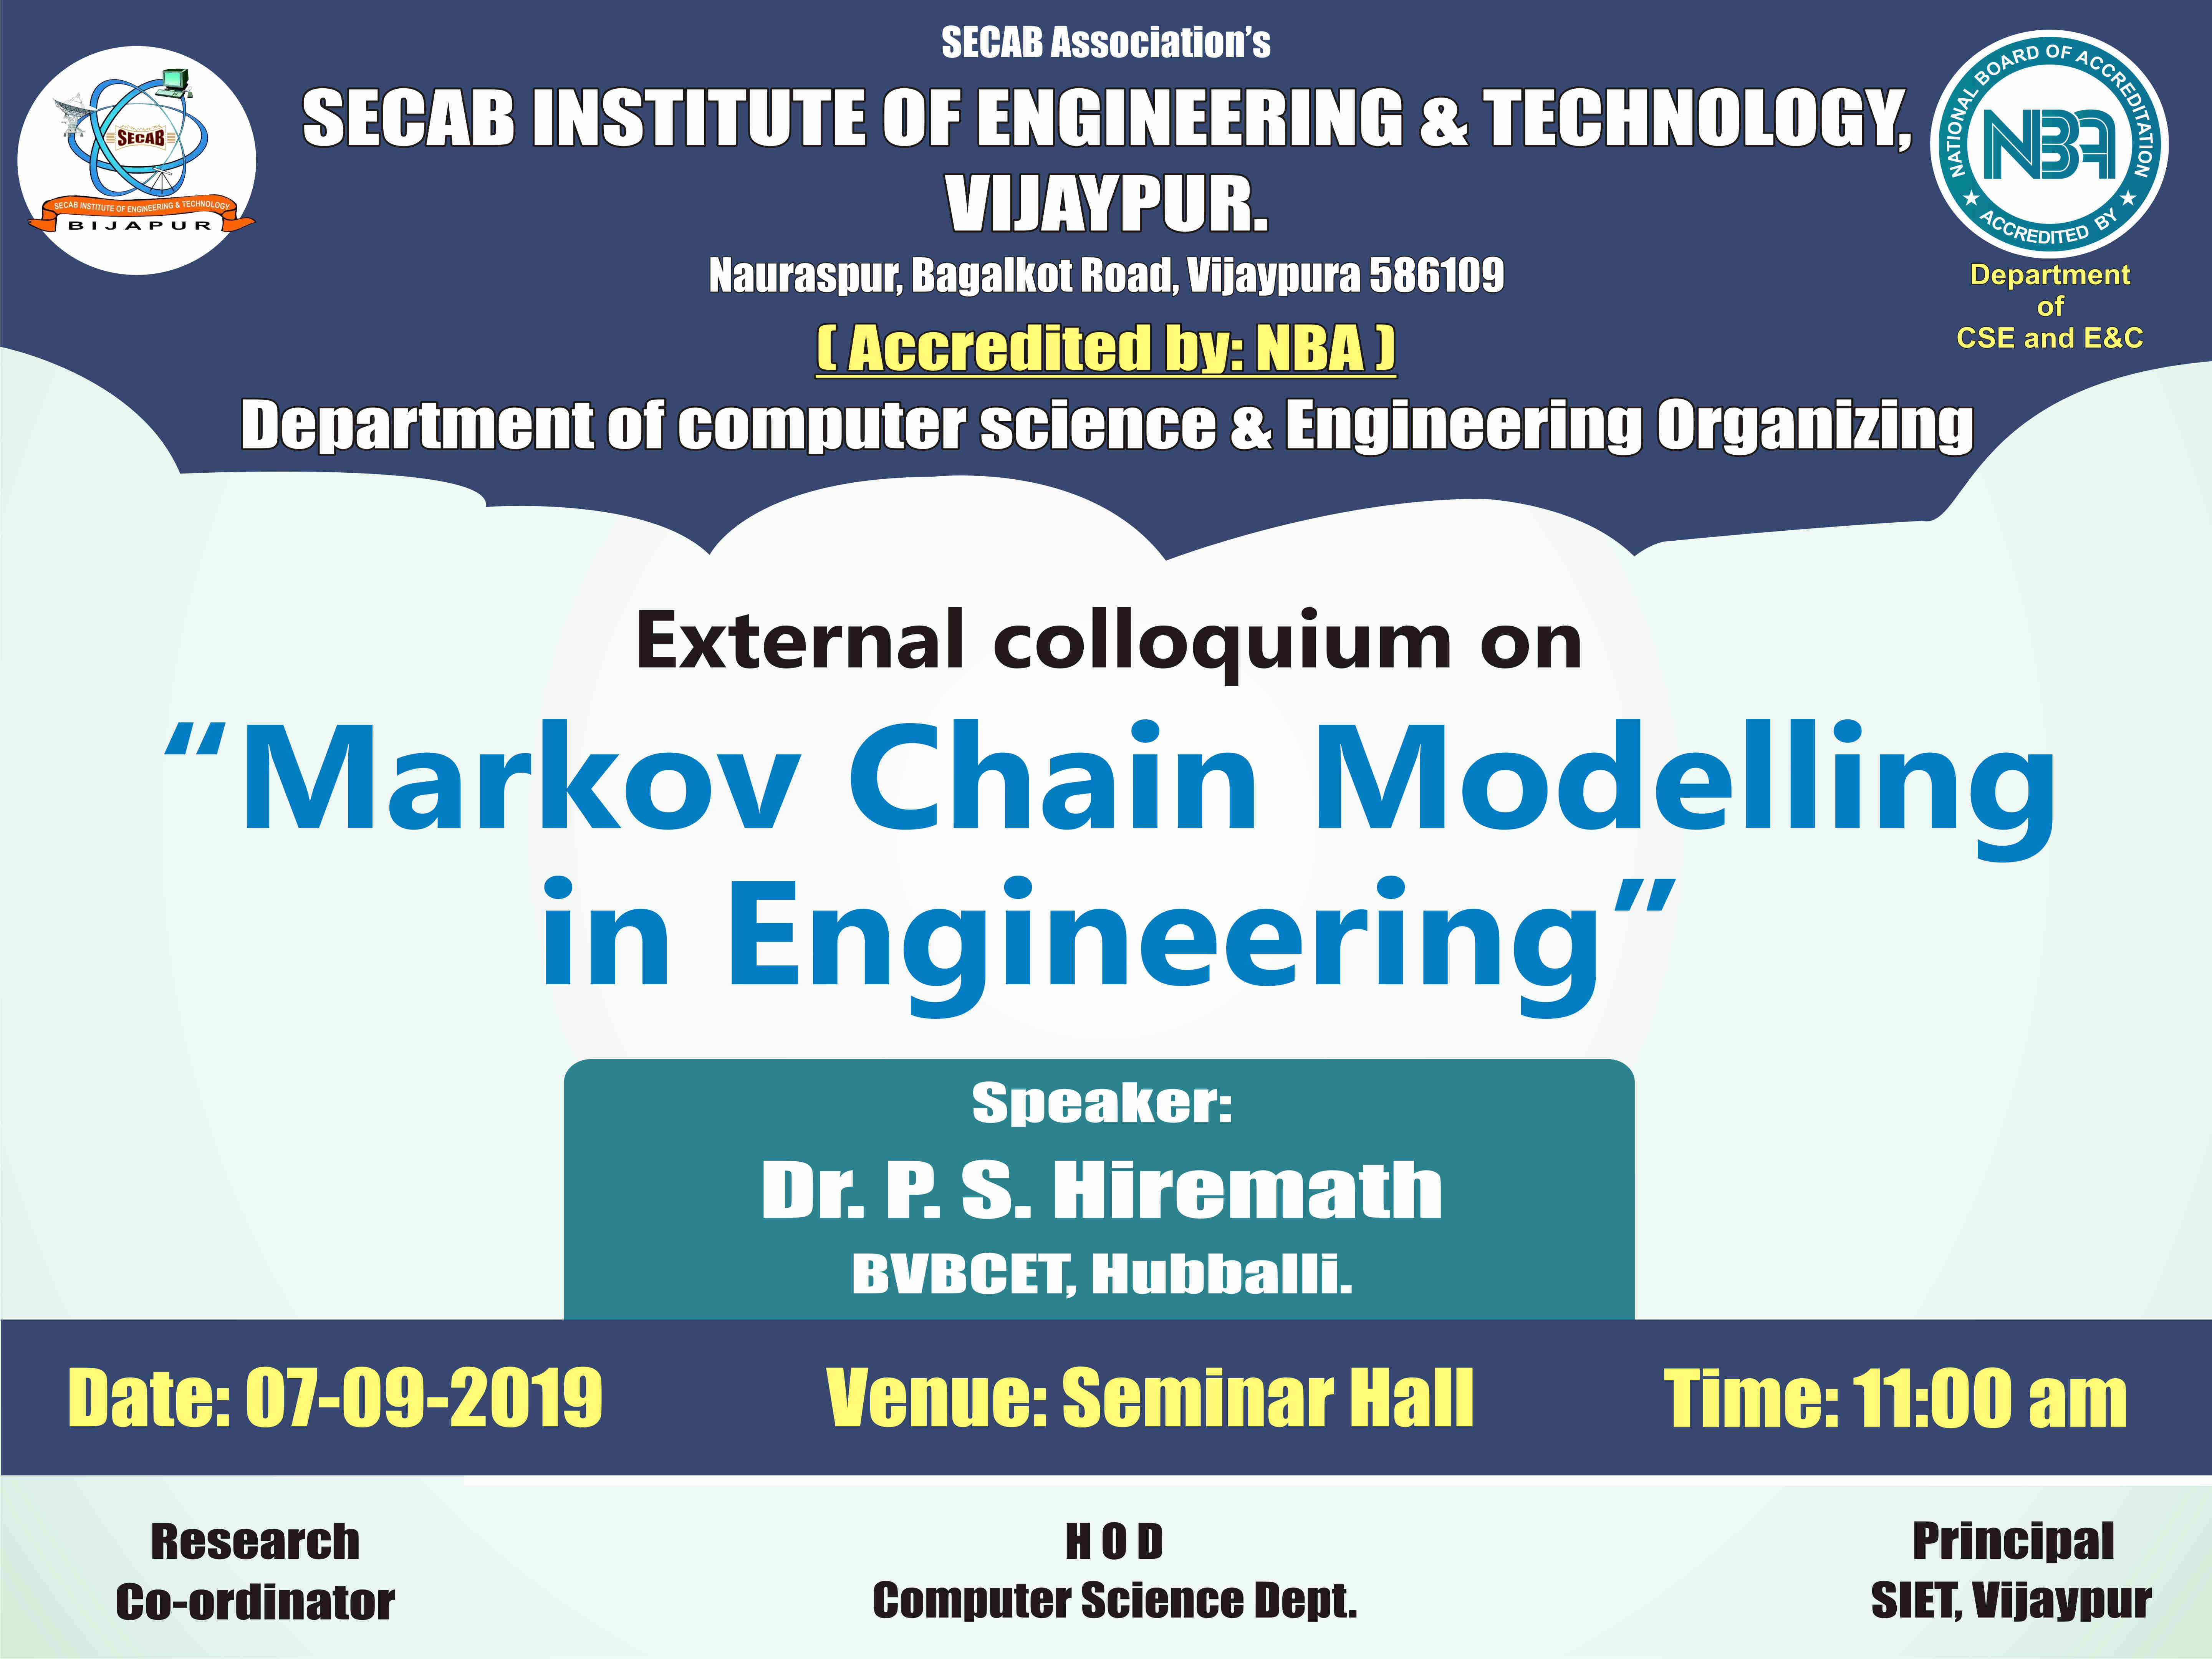 SECAB Association's
SECAB INSTITUTE OF ENGINEERING & TECHNOLOGY,
VIJAYPUR.
Nauraspur, Bagalkot Road, Vijaypura 586109
( Accredited by: NBA )
Department of computer science & Engineering Organizing
SECAB
SECAB INSTITUTE OF ENGINEERING & TECHNOLOGY
BIJAPUR
NATIONAL BOARD OF ACCREDITATION
NBA
★ ACCREDITED BY ★
Department
of
CSE and E&C
External colloquium on
“Markov Chain Modelling
in Engineering”
Speaker:
Dr. P. S. Hiremath
BVBCET, Hubballi.
Date: 07-09-2019 Venue: Seminar Hall Time: 11:00 am
Research
Co-ordinator
H O D
Computer Science Dept.
Principal
SIET, Vijaypur